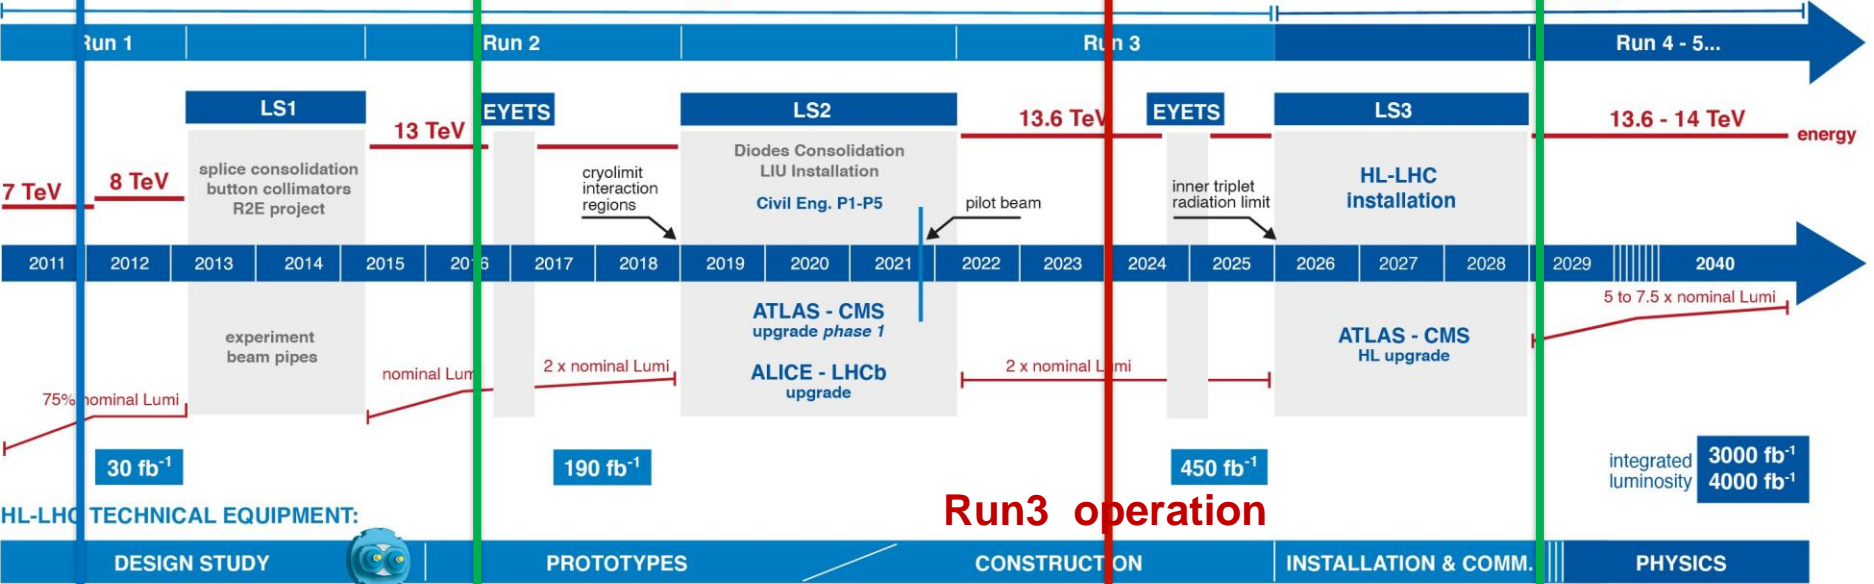 Run 1
Run 2
Run 3
Run 4 - 5...
LS1
EYETS
LS2
EYETS
LS3
13 TeV
13.6 TeV
13.6 - 14 TeV
energy
7 TeV
8 TeV
splice consolidation
button collimators
R2E project
cryolimit
interaction
regions
Diodes Consolidation
LIU Installation
Civil Eng. P1-P5
pilot beam
inner triplet
radiation limit
HL-LHC
installation
2011
2012
2013
2014
2015
2016
2017
2018
2019
2020
2021
2022
2023
2024
2025
2026
2027
2028
2029
2040
5 to 7.5 x nominal Lumi
experiment
beam pipes
ATLAS - CMS
upgrade phase 1
ALICE - LHCb
upgrade
ATLAS - CMS
HL upgrade
75% nominal Lumi
nominal Lumi
2 x nominal Lumi
2 x nominal Lumi
30 fb-1
190 fb-1
450 fb-1
integrated
luminosity
3000 fb-1
4000 fb-1
Run3 operation
HL-LHC TECHNICAL EQUIPMENT:
DESIGN STUDY
PROTOTYPES
CONSTRUCTION
INSTALLATION & COMM.
PHYSICS